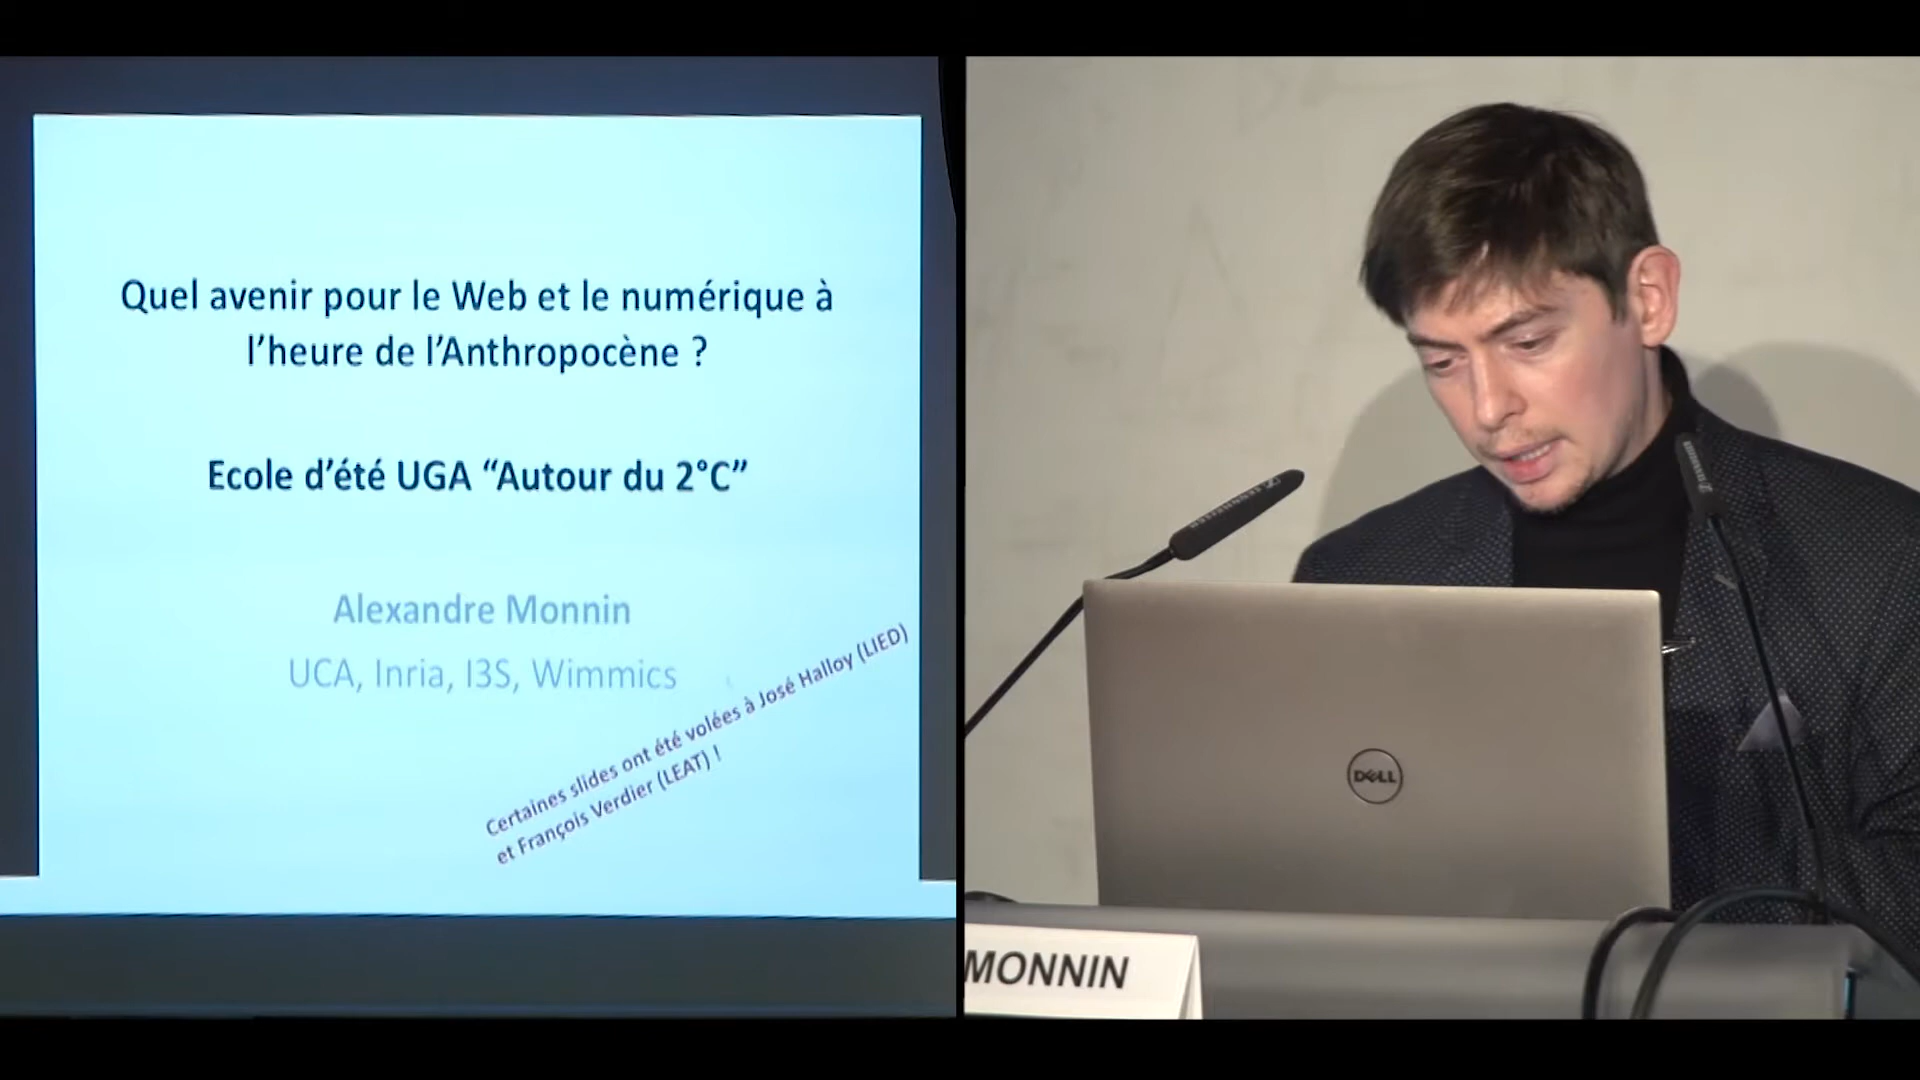 Quel avenir pour le Web et le numérique à
l'heure de l'Anthropocène ?
Ecole d'été UGA “Autour du 2°C”
Alexandre Monnin
UCA, Inria, I3S, Wimmics
Certaines slides ont été volées à José Halloy (LIED)
et François Verdier (LEAT) !
SENNHEISER
DELL
MONNIN